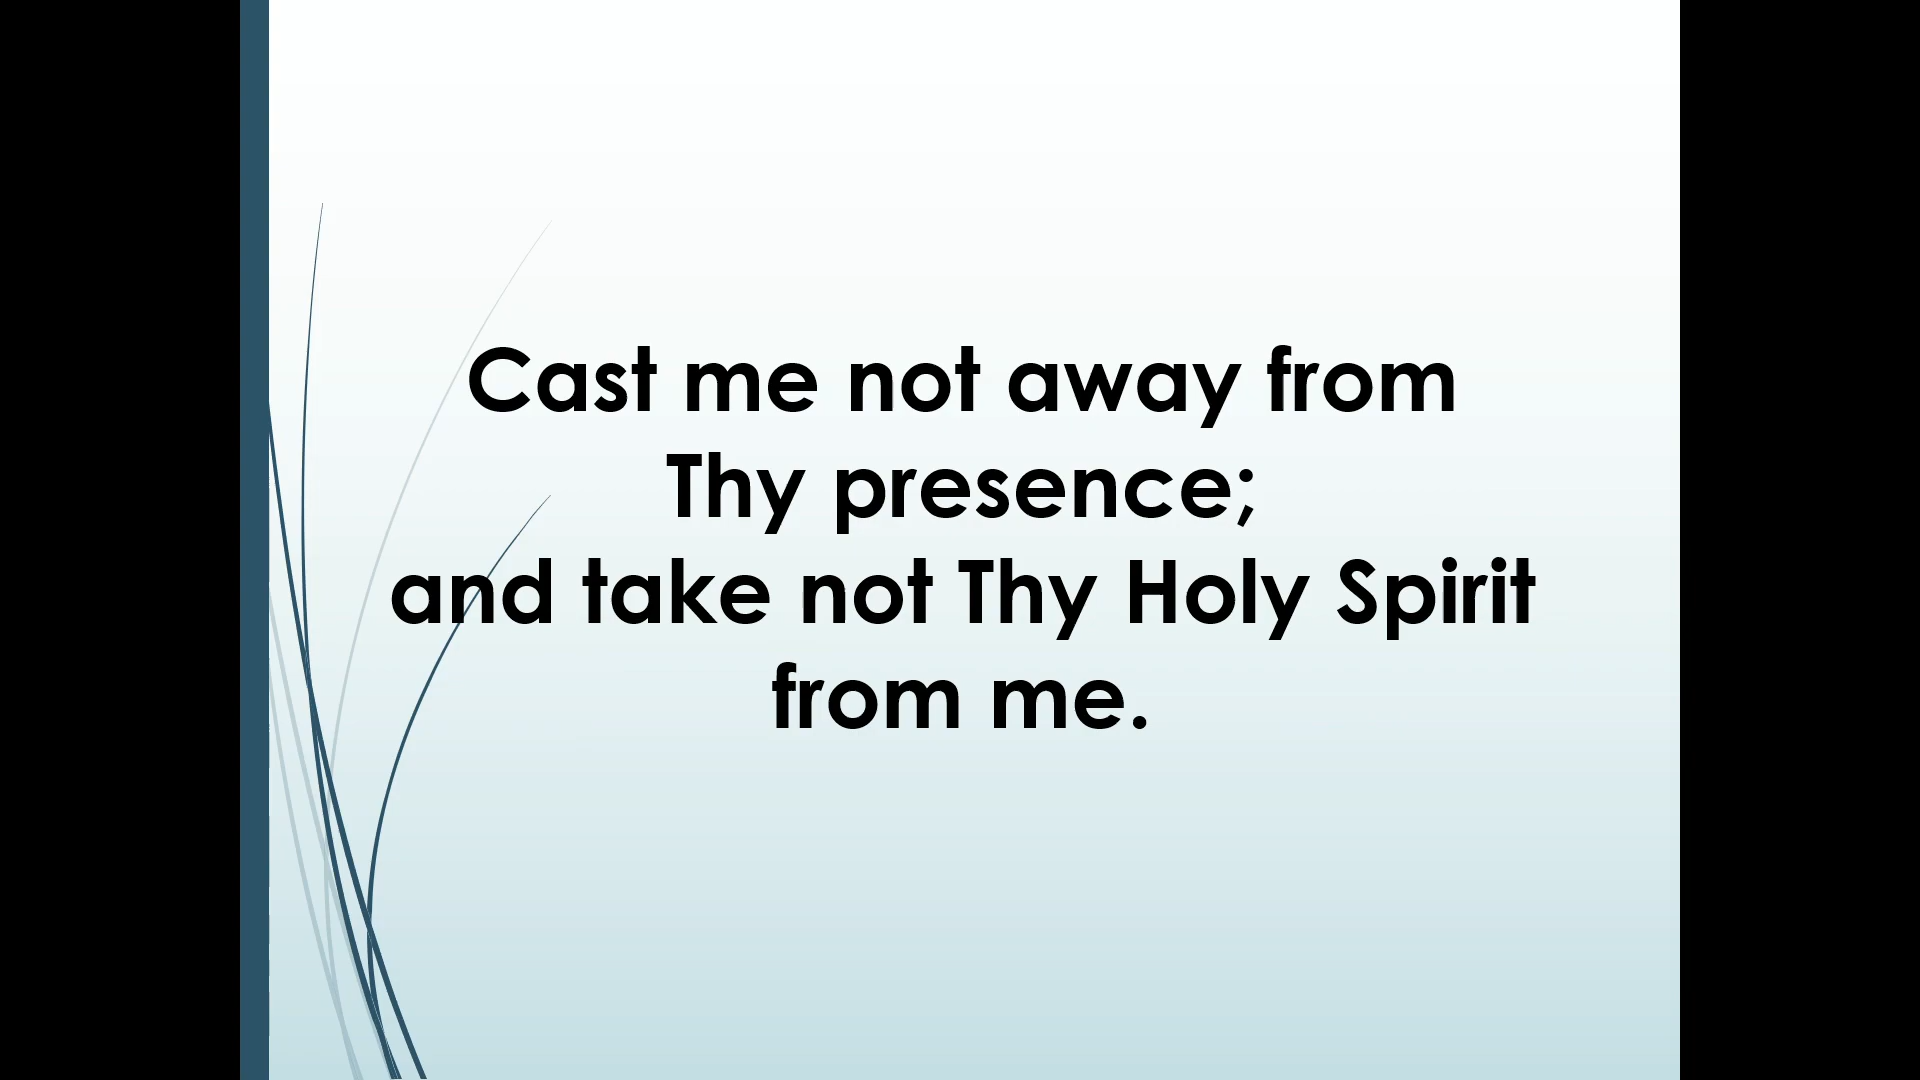 Cast me not away from
Thy presence;
and take not Thy Holy Spirit
from me.